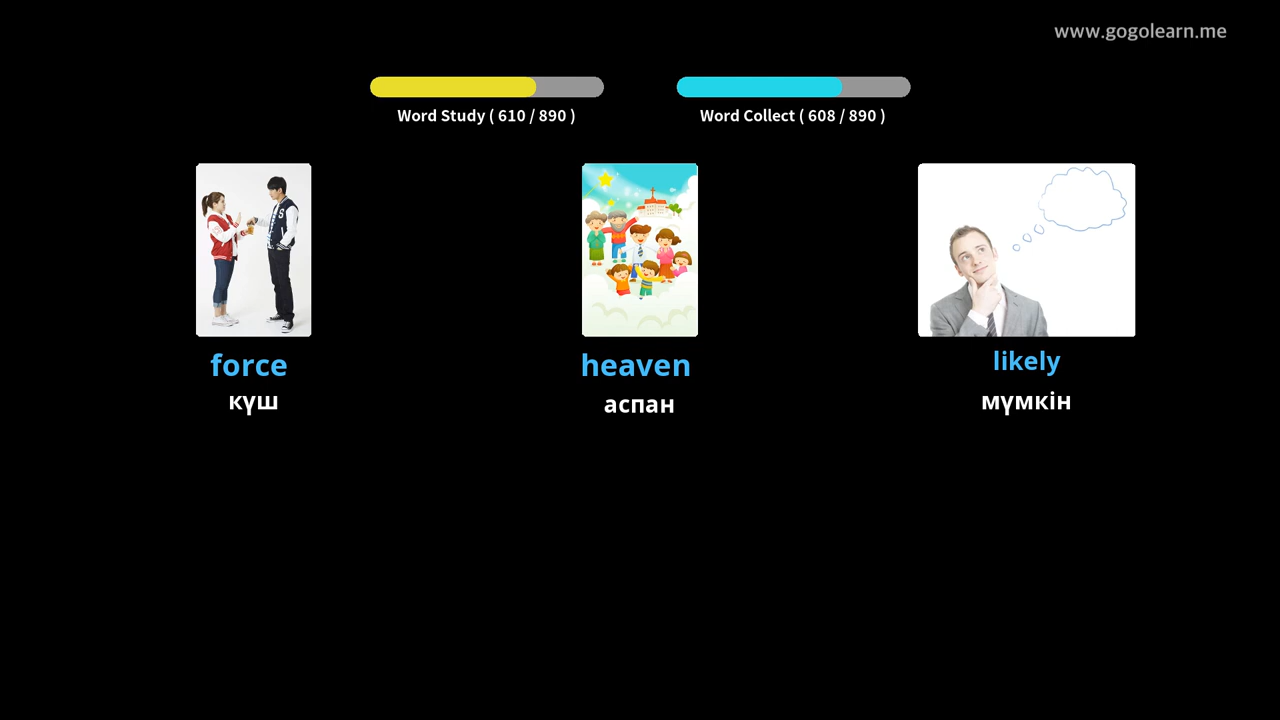 www.gogolearn.me
Word Study ( 610 / 890 )
Word Collect ( 608 / 890 )
force
heaven
likely
күш
аспан
мүмкін